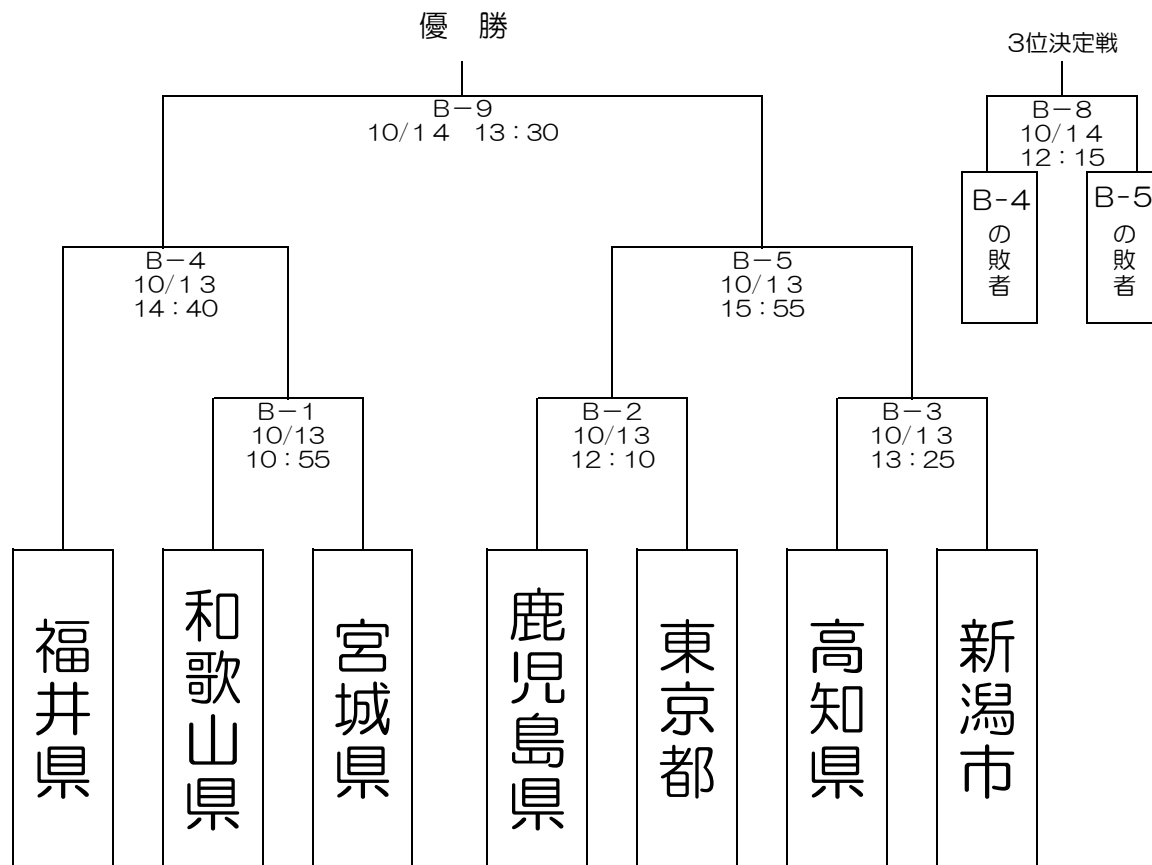 優　勝
3位決定戦
B－9
10/14　13：30
B－8
10/14
12：15
B-4の敗者
B-5の敗者
B－4
10/13
14：40
B－5
10/13
15：55
B－1
10/13
10：55
B－2
10/13
12：10
B－3
10/13
13：25
福井県
和歌山県
宮城県
鹿児島県
東京都
高知県
新潟市